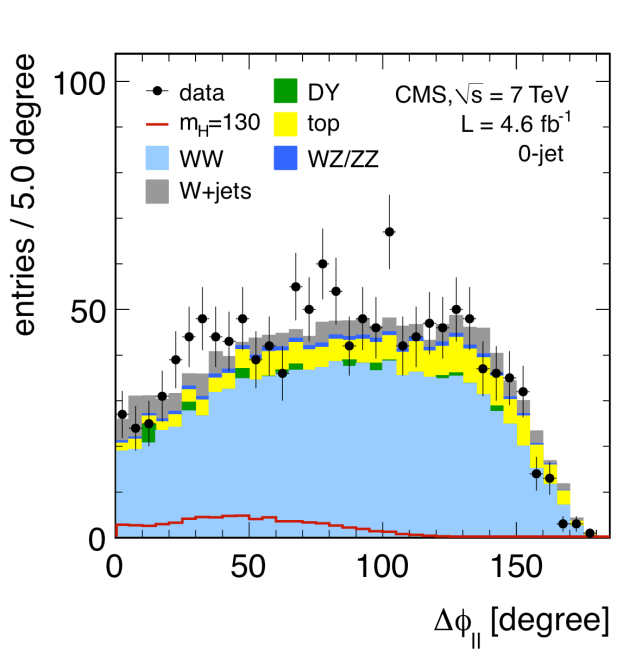 entries / 5.0 degree
100
50
0
data
m_H=130
WW
W+jets
DY
top
WZ/ZZ
CMS, √s = 7 TeV
L = 4.6 fb⁻¹
0-jet
0 50 100 150
Δϕ_|| [degree]